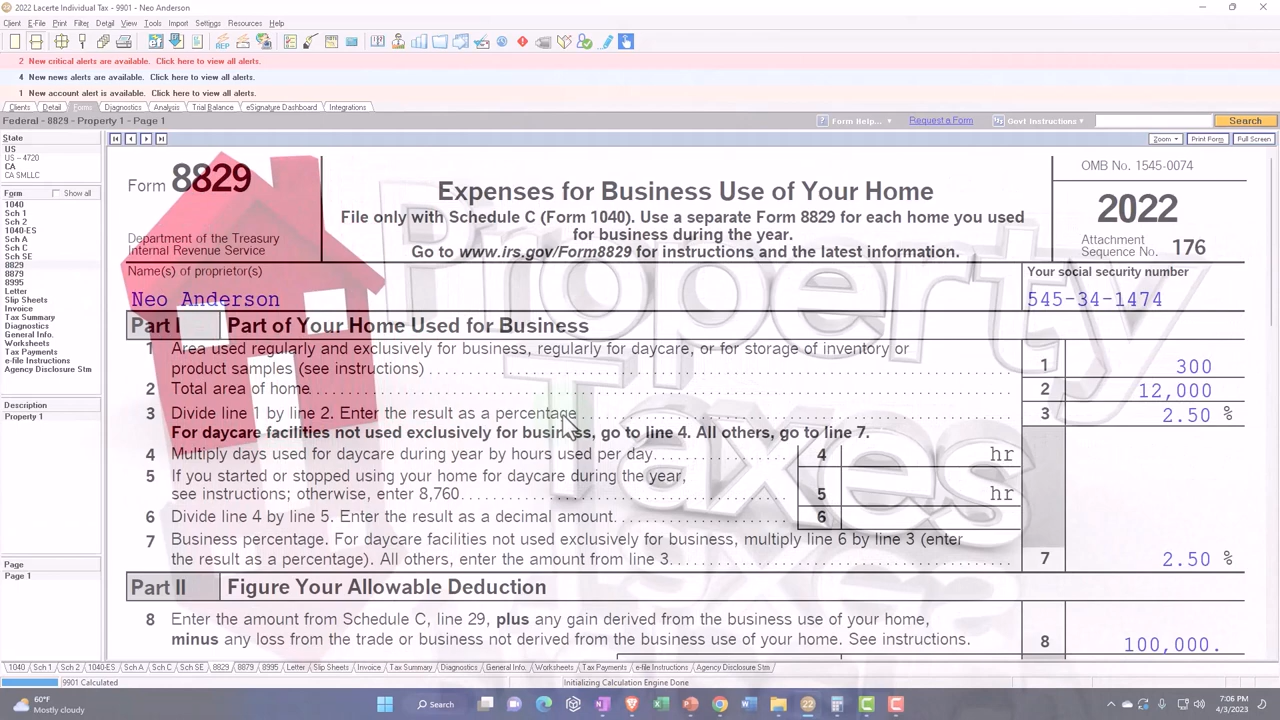 2022 Lacerte Individual Tax - 9901 - Neo Anderson
Client E-File Print Filter Detail View Tools Import Settings Resources Help
2 New critical alerts are available. Click here to view all alerts.
4 New news alerts are available. Click here to view all alerts.
1 New account alert is available. Click here to view all alerts.
Clients Detail Forms Diagnostics Analysis Trial Balance eSignature Dashboard Integrations
Federal - 8829 - Property 1 - Page 1 Form Help... Request a Form Govt Instructions Search
Zoom Print Form Full Screen
State
US
US - 4720
CA
CA SMLLC
Form Show all
1040
Sch 1
Sch 2
1040-ES
Sch A
Sch C
Sch SE
8829
8879
8995
Letter
Slip Sheets
Invoice
Tax Summary
Diagnostics
General Info.
Worksheets
Tax Payments
e-file Instructions
Agency Disclosure Stm
Description
Property 1
Page
Page 1
Form 8829
Department of the Treasury
Internal Revenue Service
Expenses for Business Use of Your Home
File only with Schedule C (Form 1040). Use a separate Form 8829 for each home you used
for business during the year.
Go to www.irs.gov/Form8829 for instructions and the latest information.
OMB No. 1545-0074
2022
Attachment
Sequence No. 176
Name(s) of proprietor(s)
Neo Anderson
Your social security number
545-34-1474
Part I Part of Your Home Used for Business
1 Area used regularly and exclusively for business, regularly for daycare, or for storage of inventory or
product samples (see instructions) 1 300
2 Total area of home 2 12,000
3 Divide line 1 by line 2. Enter the result as a percentage 3 2.50 %
For daycare facilities not used exclusively for business, go to line 4. All others, go to line 7.
4 Multiply days used for daycare during year by hours used per day 4 hr
5 If you started or stopped using your home for daycare during the year,
see instructions; otherwise, enter 8,760 5 hr
6 Divide line 4 by line 5. Enter the result as a decimal amount 6
7 Business percentage. For daycare facilities not used exclusively for business, multiply line 6 by line 3 (enter
the result as a percentage). All others, enter the amount from line 3 7 2.50 %
Part II Figure Your Allowable Deduction
8 Enter the amount from Schedule C, line 29, plus any gain derived from the business use of your home,
minus any loss from the trade or business not derived from the business use of your home. See instructions. 8 100,000.
Property
Taxes
1040 Sch 1 Sch 2 1040-ES Sch A Sch C Sch SE 8829 8879 8995 Letter Slip Sheets Invoice Tax Summary Diagnostics General Info. Worksheets Tax Payments e-file Instructions Agency Disclosure Stm
9901 Calculated Initializing Calculation Engine Done
60°F
Mostly cloudy
Search
7:06 PM
4/3/2023